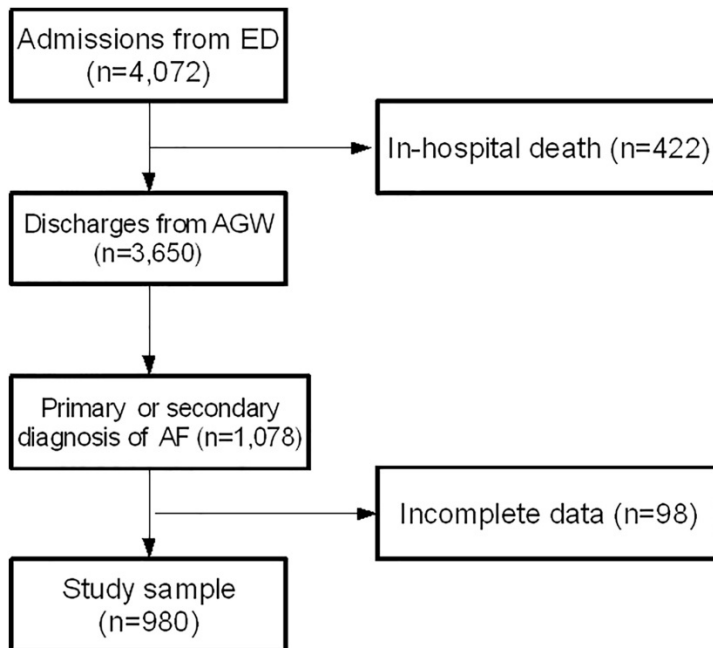 Admissions from ED
(n=4,072)
In-hospital death (n=422)
Discharges from AGW
(n=3,650)
Primary or secondary
diagnosis of AF (n=1,078)
Incomplete data (n=98)
Study sample
(n=980)